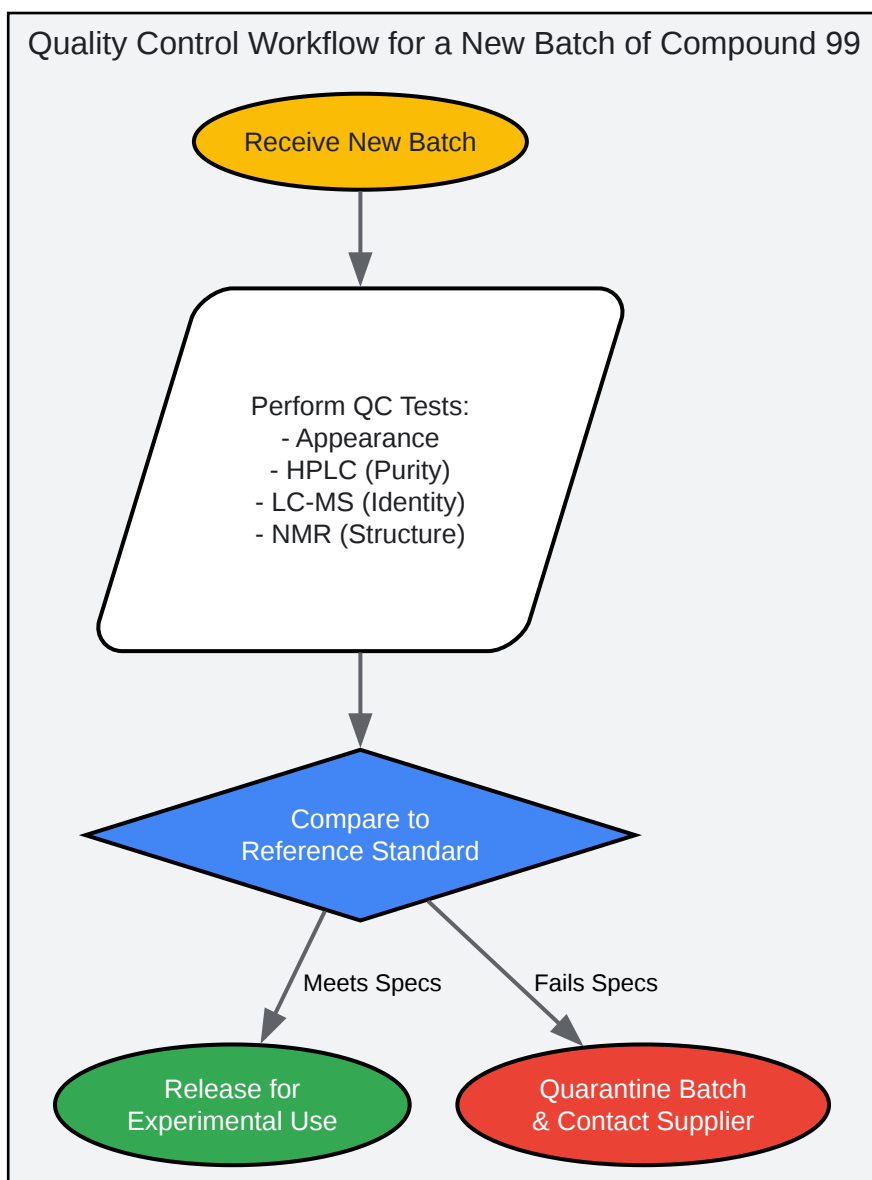 Quality Control Workflow for a New Batch of Compound 99
Receive New Batch
Perform QC Tests:
- Appearance
- HPLC (Purity)
- LC-MS (Identity)
- NMR (Structure)
Compare to
Reference Standard
Meets Specs
Fails Specs
Release for
Experimental Use
Quarantine Batch
& Contact Supplier